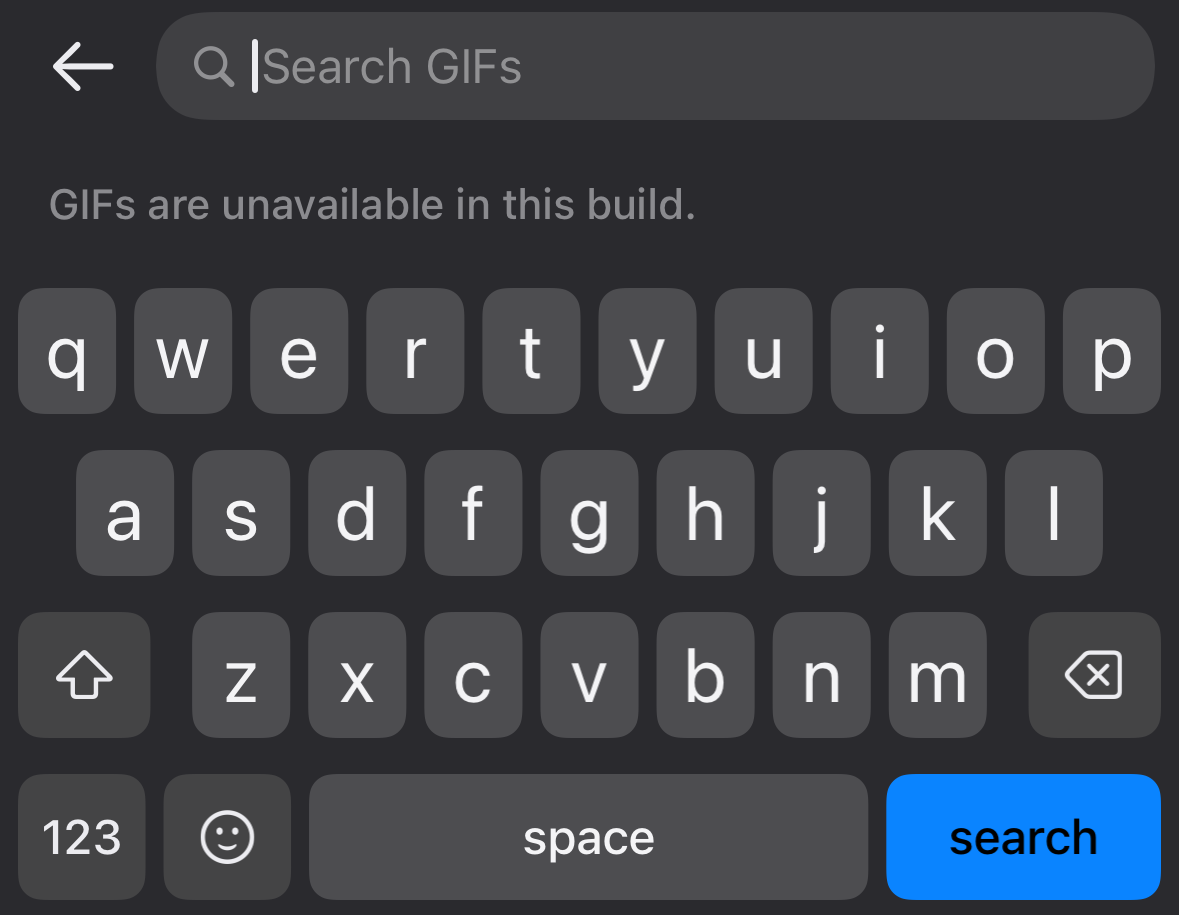 Search GIFs
GIFs are unavailable in this build.
q w e r t y u i o p
a s d f g h j k l
z x c v b n m
123 space search